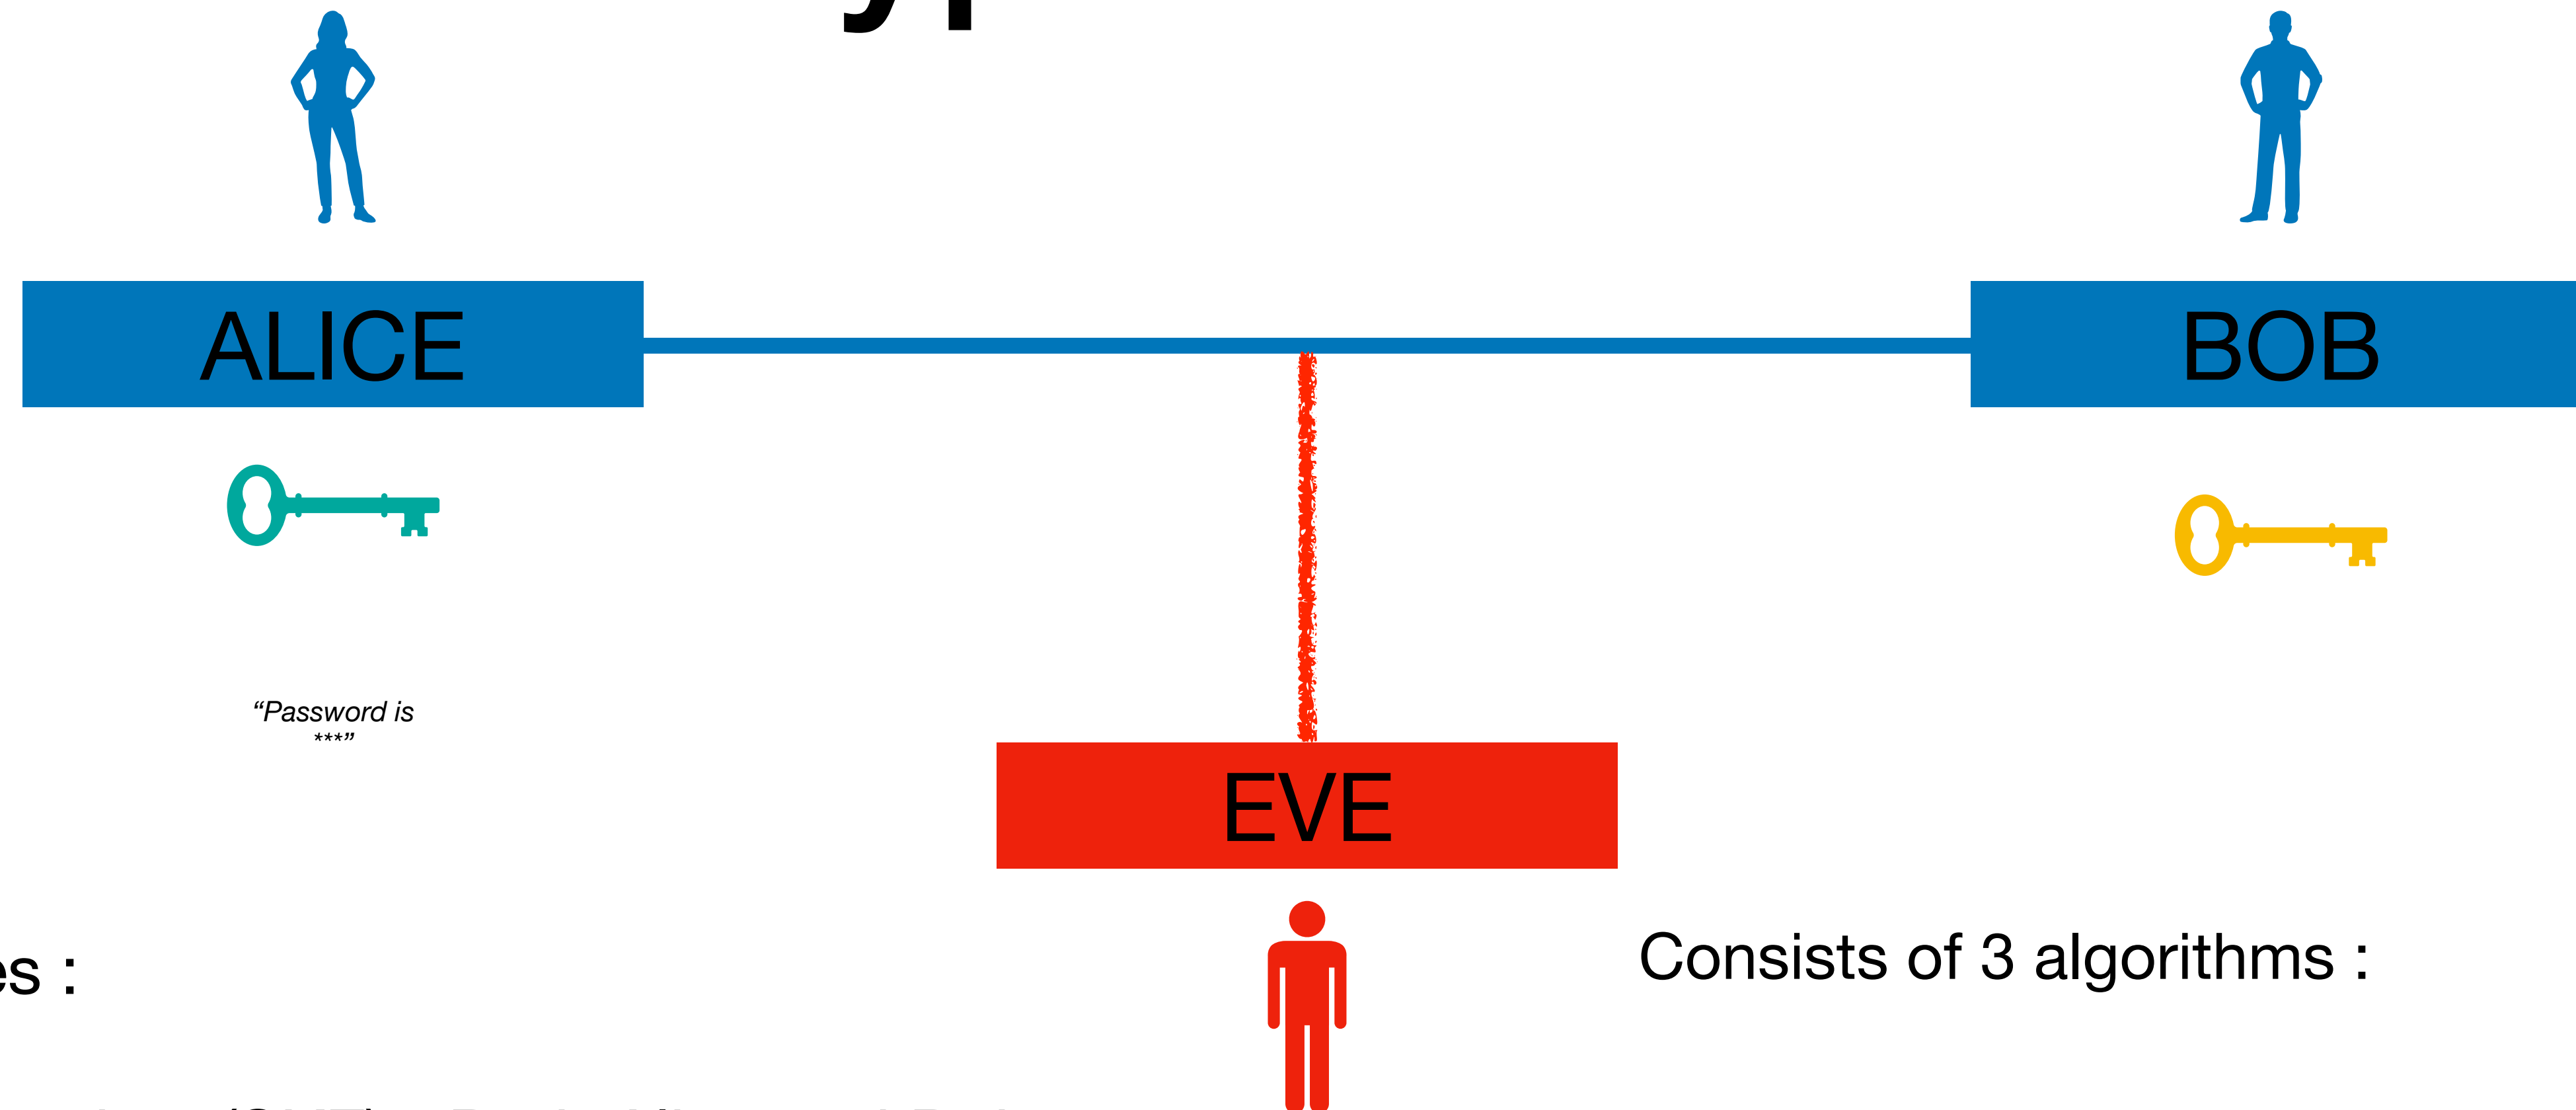 ALICE
BOB
“Password is
***”
EVE
Consists of 3 algorithms :
es :